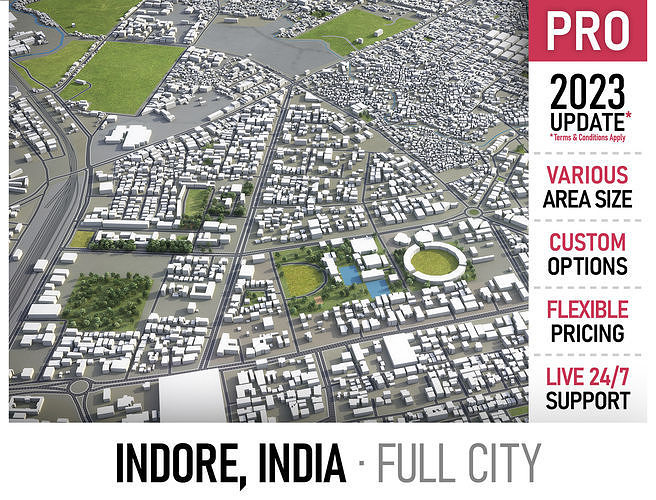 PRO
2023
UPDATE*
*Terms & Conditions Apply
VARIOUS
AREA SIZE
CUSTOM
OPTIONS
FLEXIBLE
PRICING
LIVE 24/7
SUPPORT
INDORE, INDIA · FULL CITY